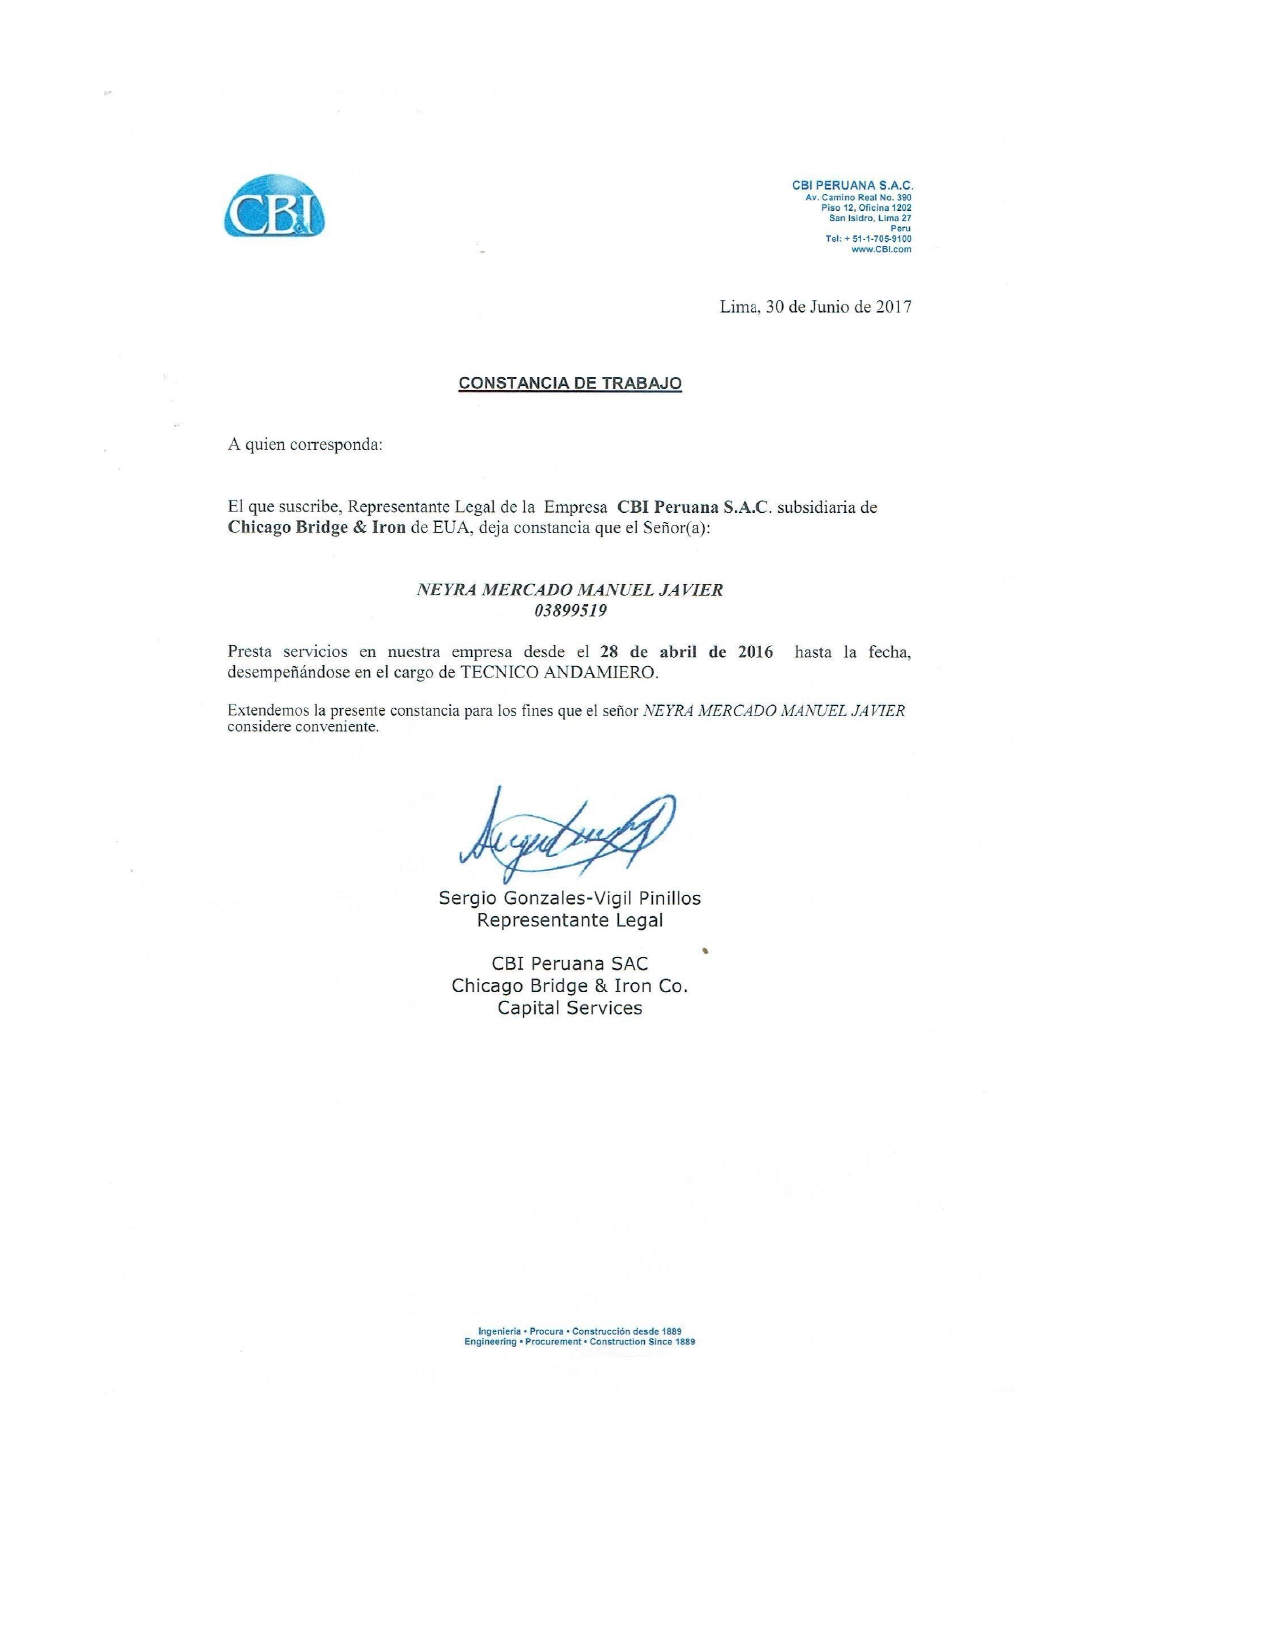 CB&I
CBI PERUANA S.A.C.
Av. Camino Real No. 390
Piso 12, Oficina 1202
San Isidro, Lima 27
Peru
Tel: + 51-1-705-9100
www.CBI.com
Lima, 30 de Junio de 2017
CONSTANCIA DE TRABAJO
A quien corresponda:
El que suscribe, Representante Legal de la Empresa CBI Peruana S.A.C. subsidiaria de
Chicago Bridge & Iron de EUA, deja constancia que el Señor(a):
NEYRA MERCADO MANUEL JAVIER
03899519
Presta servicios en nuestra empresa desde el 28 de abril de 2016 hasta la fecha,
desempeñándose en el cargo de TECNICO ANDAMIERO.
Extendemos la presente constancia para los fines que el señor NEYRA MERCADO MANUEL JAVIER
considere conveniente.
Sergio Gonzales-Vigil Pinillos
Representante Legal
CBI Peruana SAC
Chicago Bridge & Iron Co.
Capital Services
Ingeniería • Procura • Construcción desde 1889
Engineering • Procurement • Construction Since 1889